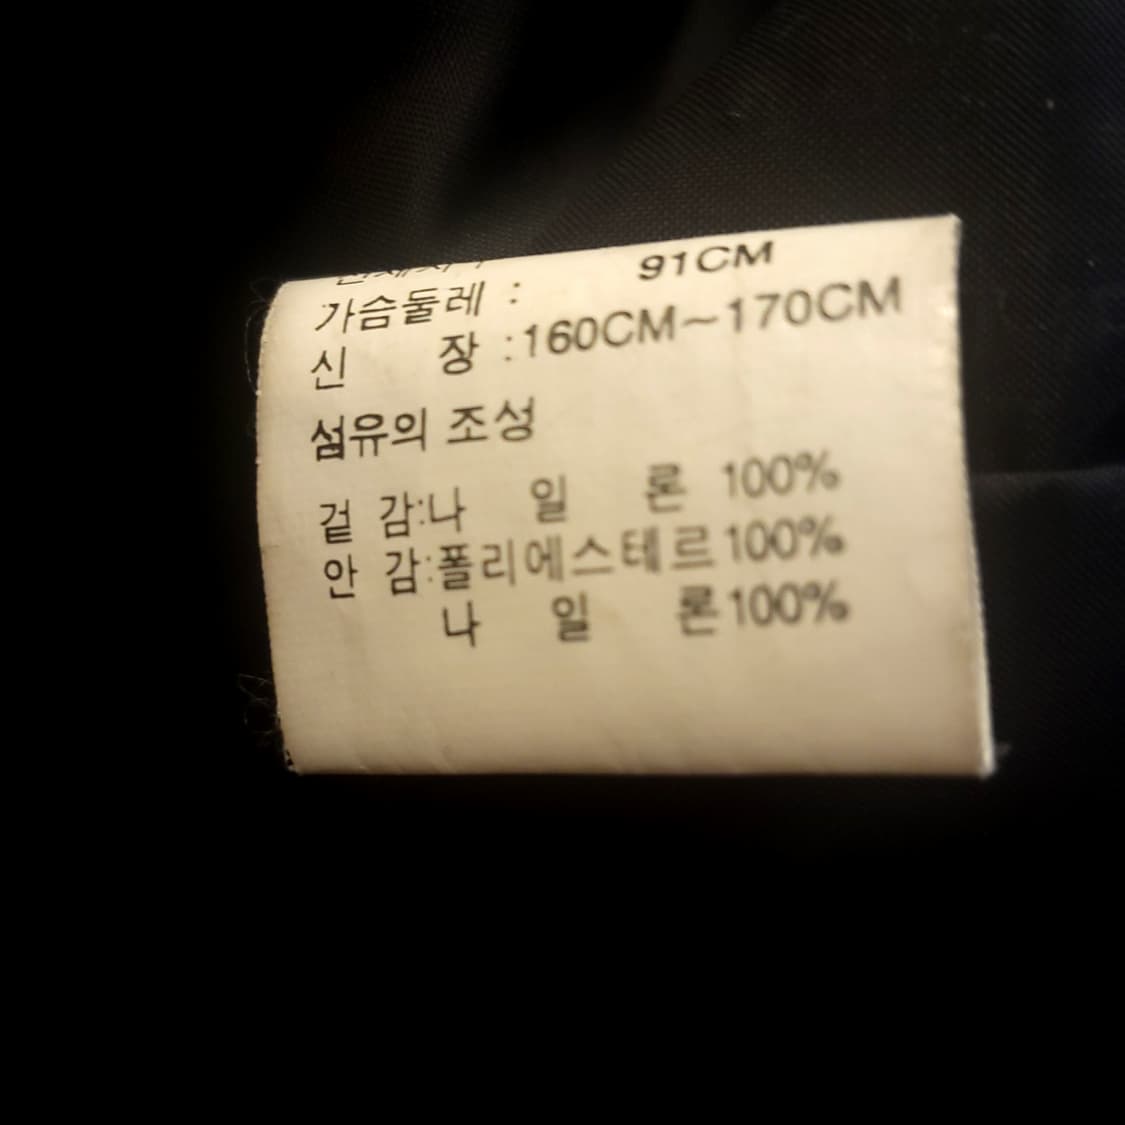 91CM
가슴둘레 :
신 장 :160CM~170CM
섬유의 조성
겉 감:나 일 론 100%
안 감:폴리에스테르100%
나 일 론100%